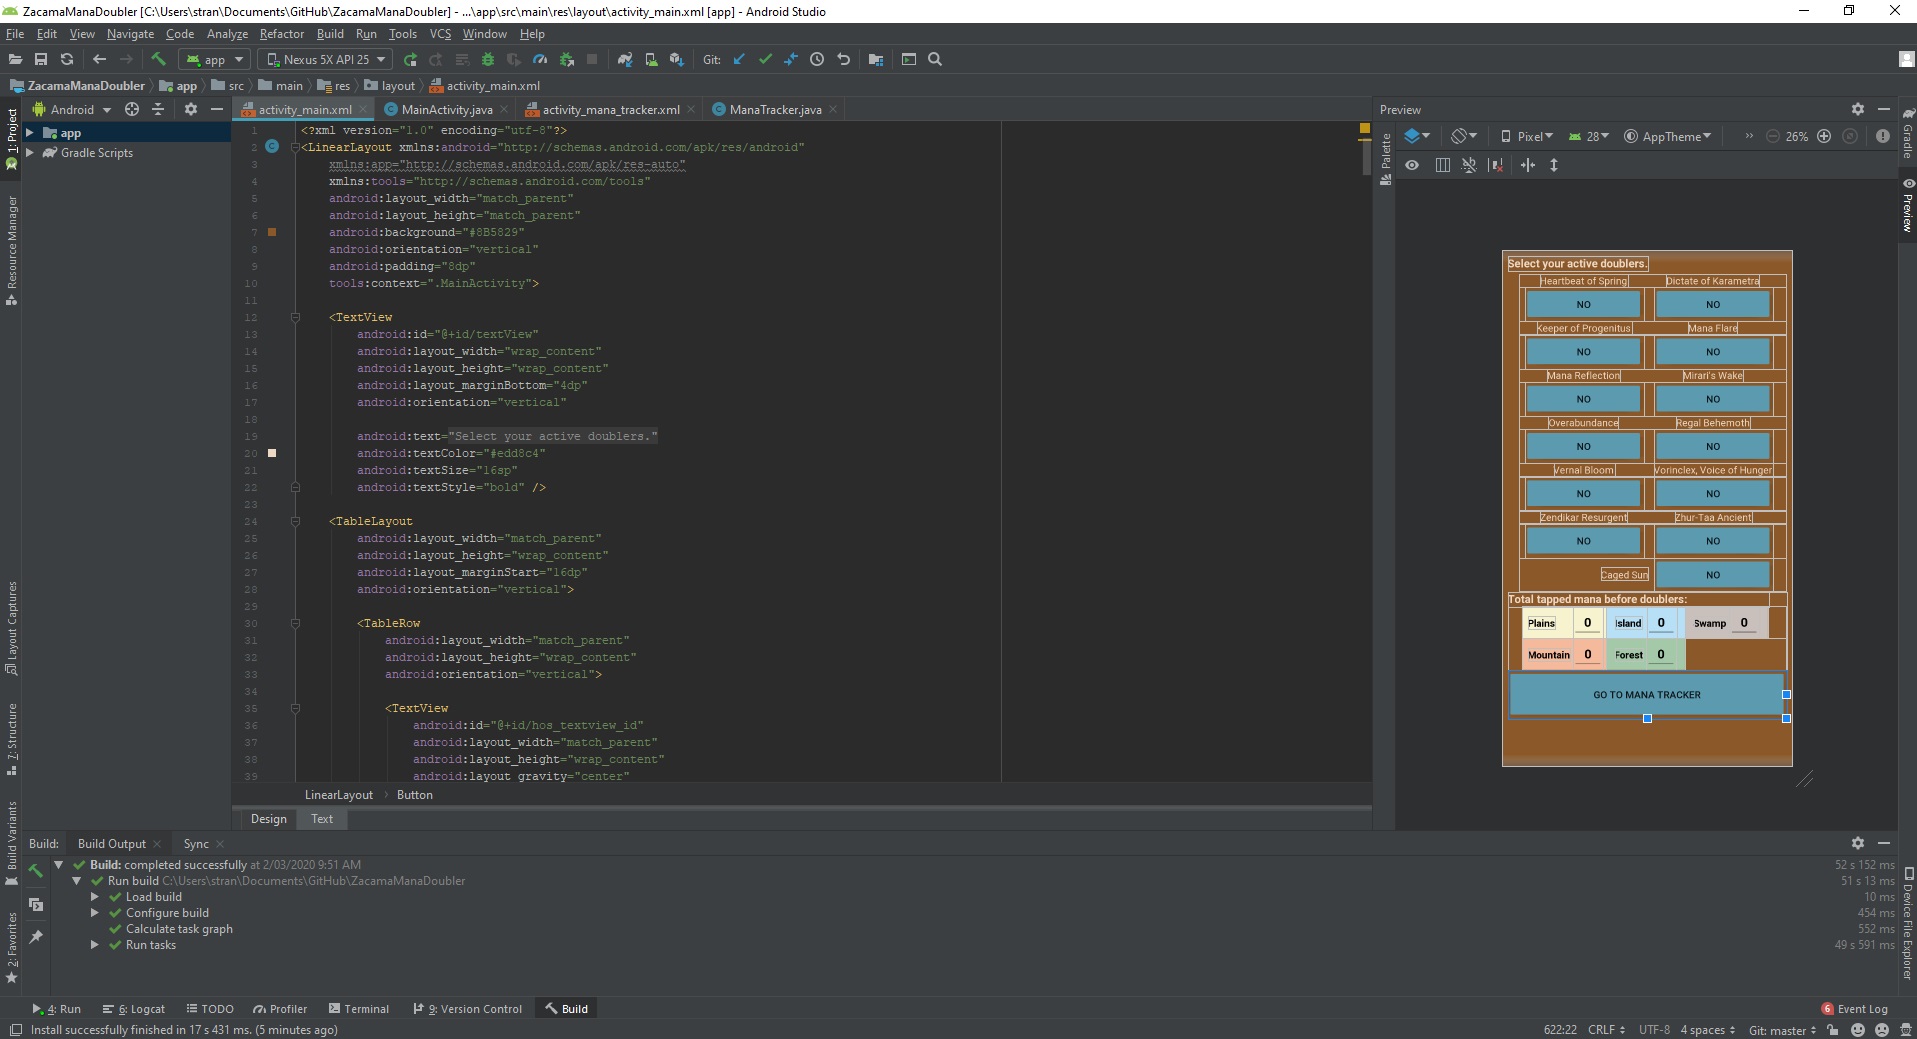 ZacamaManaDoubler [C:\Users\stran\Documents\GitHub\ZacamaManaDoubler] - ...\app\src\main\res\layout\activity_main.xml [app] - Android Studio
File Edit View Navigate Code Analyze Refactor Build Run Tools VCS Window Help
app Nexus 5X API 25 Git:
ZacamaManaDoubler app src main res layout activity_main.xml
1: Project
Resource Manager
Layout Captures
7: Structure
Build Variants
2: Favorites
Android
app
Gradle Scripts
activity_main.xml MainActivity.java activity_mana_tracker.xml ManaTracker.java
1 <?xml version="1.0" encoding="utf-8"?>
2 <LinearLayout xmlns:android="http://schemas.android.com/apk/res/android"
3 xmlns:app="http://schemas.android.com/apk/res-auto"
4 xmlns:tools="http://schemas.android.com/tools"
5 android:layout_width="match_parent"
6 android:layout_height="match_parent"
7 android:background="#8B5829"
8 android:orientation="vertical"
9 android:padding="8dp"
10 tools:context=".MainActivity">
11
12 <TextView
13 android:id="@+id/textView"
14 android:layout_width="wrap_content"
15 android:layout_height="wrap_content"
16 android:layout_marginBottom="4dp"
17 android:orientation="vertical"
18
19 android:text="Select your active doublers."
20 android:textColor="#edd8c4"
21 android:textSize="16sp"
22 android:textStyle="bold" />
23
24 <TableLayout
25 android:layout_width="match_parent"
26 android:layout_height="wrap_content"
27 android:layout_marginStart="16dp"
28 android:orientation="vertical">
29
30 <TableRow
31 android:layout_width="match_parent"
32 android:layout_height="wrap_content"
33 android:orientation="vertical">
34
35 <TextView
36 android:id="@+id/hos_textview_id"
37 android:layout_width="match_parent"
38 android:layout_height="wrap_content"
39 android:layout_gravity="center"
LinearLayout Button
Design Text
Preview
Palette
Pixel 28 AppTheme 26%
Select your active doublers.
Heartbeat of Spring Dictate of Karametra
NO NO
Keeper of Progenitus Mana Flare
NO NO
Mana Reflection Mirari's Wake
NO NO
Overabundance Regal Behemoth
NO NO
Vernal Bloom Vorinclex, Voice of Hunger
NO NO
Zendikar Resurgent Zhur-Taa Ancient
NO NO
Caged Sun NO
Total tapped mana before doublers:
Plains 0 Island 0 Swamp 0
Mountain 0 Forest 0
GO TO MANA TRACKER
Gradle
Preview
Device File Explorer
Build: Build Output Sync
Build: completed successfully at 2/03/2020 9:51 AM 52 s 152 ms
Run build C:\Users\stran\Documents\GitHub\ZacamaManaDoubler 51 s 13 ms
Load build 10 ms
Configure build 454 ms
Calculate task graph 552 ms
Run tasks 49 s 591 ms
4: Run 6: Logcat TODO Profiler Terminal 9: Version Control Build 6 Event Log
Install successfully finished in 17 s 431 ms. (5 minutes ago) 622:22 CRLF UTF-8 4 spaces Git: master